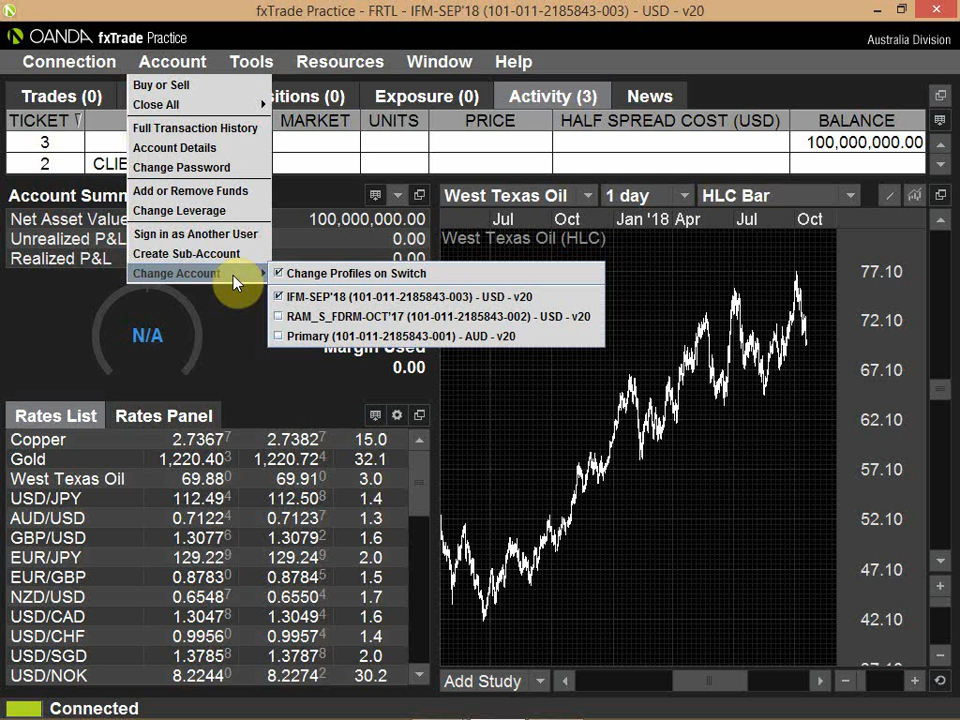 fxTrade Practice - FRTL - IFM-SEP'18 (101-011-2185843-003) - USD - v20
OANDA fxTrade Practice
Australia Division
Connection Account Tools Resources Window Help
Trades (0) sitions (0) Exposure (0) Activity (3) News
TICKET MARKET UNITS PRICE HALF SPREAD COST (USD) BALANCE
3 100,000,000.00
2 CLIE
Buy or Sell
Close All
Full Transaction History
Account Details
Change Password
Add or Remove Funds
Change Leverage
Sign in as Another User
Create Sub-Account
Change Account
Change Profiles on Switch
IFM-SEP'18 (101-011-2185843-003) - USD - v20
RAM_S_FDRM-OCT'17 (101-011-2185843-002) - USD - v20
Primary (101-011-2185843-001) - AUD - v20
Account Summ
Net Asset Value 100,000,000.00
Unrealized P&L 0.00
Realized P&L 0.00
N/A
Margin Used
0.00
West Texas Oil 1 day HLC Bar
Jul Oct Jan '18 Apr Jul Oct
West Texas Oil (HLC)
77.10
72.10
67.10
62.10
57.10
52.10
47.10
42.10
Rates List Rates Panel
Copper 2.73677 2.73827 15.0
Gold 1,220.403 1,220.724 32.1
West Texas Oil 69.880 69.910 3.0
USD/JPY 112.494 112.508 1.4
AUD/USD 0.71224 0.71237 1.3
GBP/USD 1.30776 1.30792 1.6
EUR/JPY 129.229 129.249 2.0
EUR/GBP 0.87830 0.87845 1.5
NZD/USD 0.65487 0.65504 1.7
USD/CAD 1.30478 1.30494 1.6
USD/CHF 0.99560 0.99574 1.4
USD/SGD 1.37858 1.37878 2.0
USD/NOK 8.22440 8.22742 30.2
Add Study
Connected